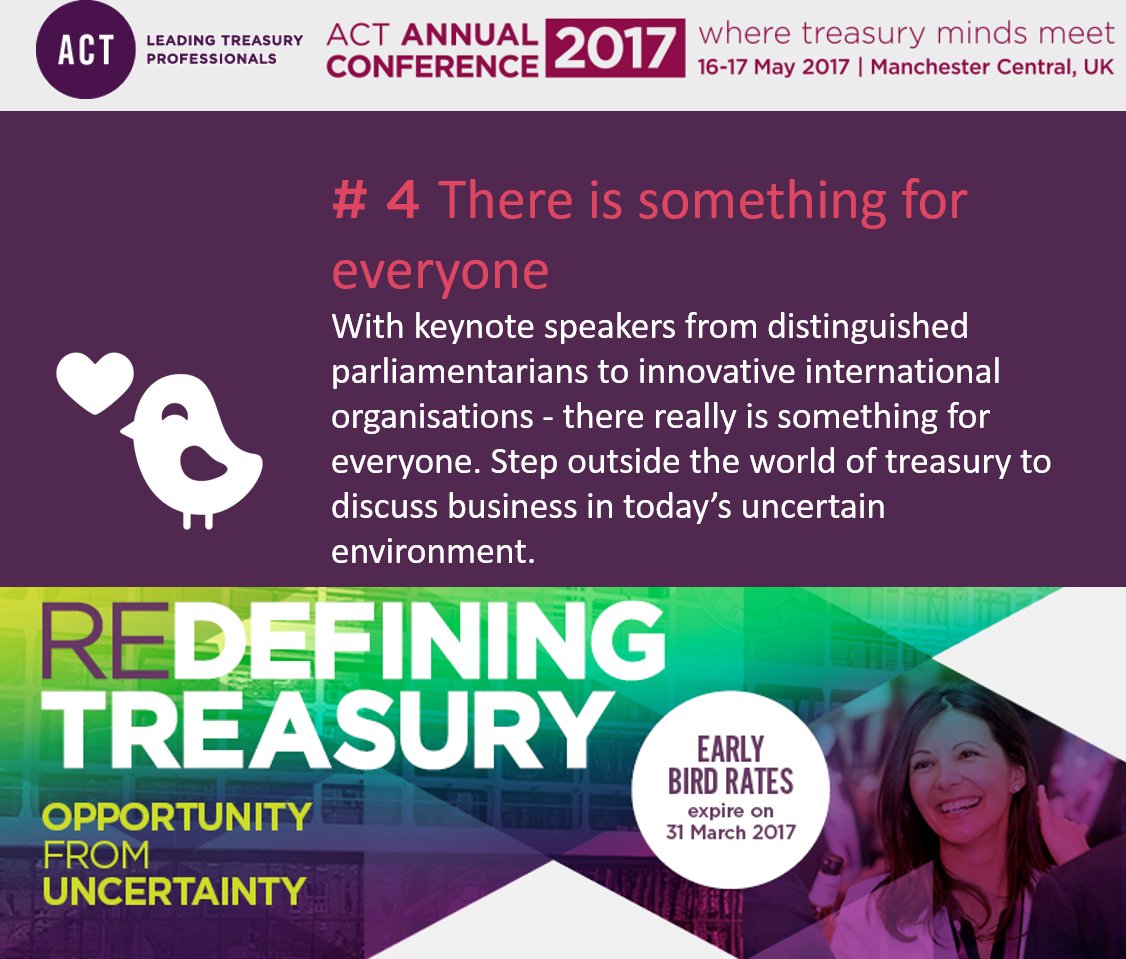 ACT
LEADING TREASURY
PROFESSIONALS
ACT ANNUAL
CONFERENCE
2017
where treasury minds meet
16-17 May 2017 | Manchester Central, UK
# 4 There is something for
everyone
With keynote speakers from distinguished
parliamentarians to innovative international
organisations - there really is something for
everyone. Step outside the world of treasury to
discuss business in today’s uncertain
environment.
REDEFINING
TREASURY
OPPORTUNITY
FROM
UNCERTAINTY
EARLY
BIRD RATES
expire on
31 March 2017